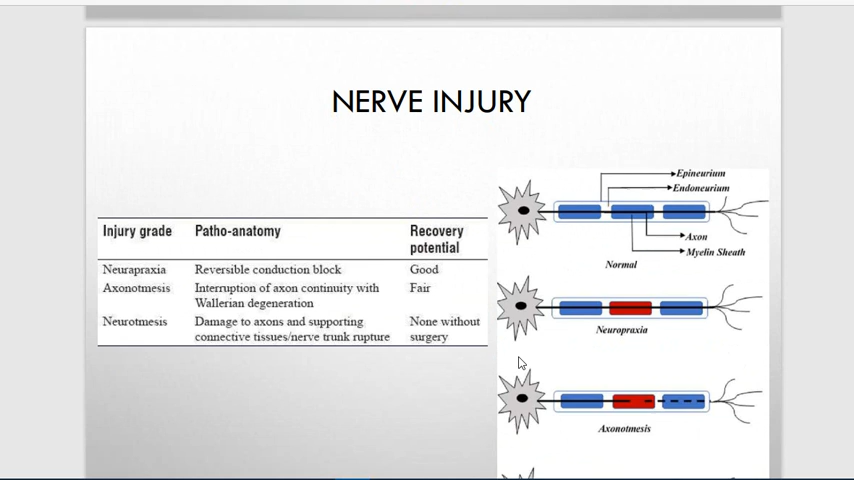 NERVE INJURY
Injury grade Patho-anatomy Recovery
potential
Neurapraxia Reversible conduction block Good
Axonotmesis Interruption of axon continuity with Fair
Wallerian degeneration
Neurotmesis Damage to axons and supporting None without
connective tissues/nerve trunk rupture surgery
Epineurium
Endoneurium
Axon
Myelin Sheath
Normal
Neuropraxia
Axonotmesis